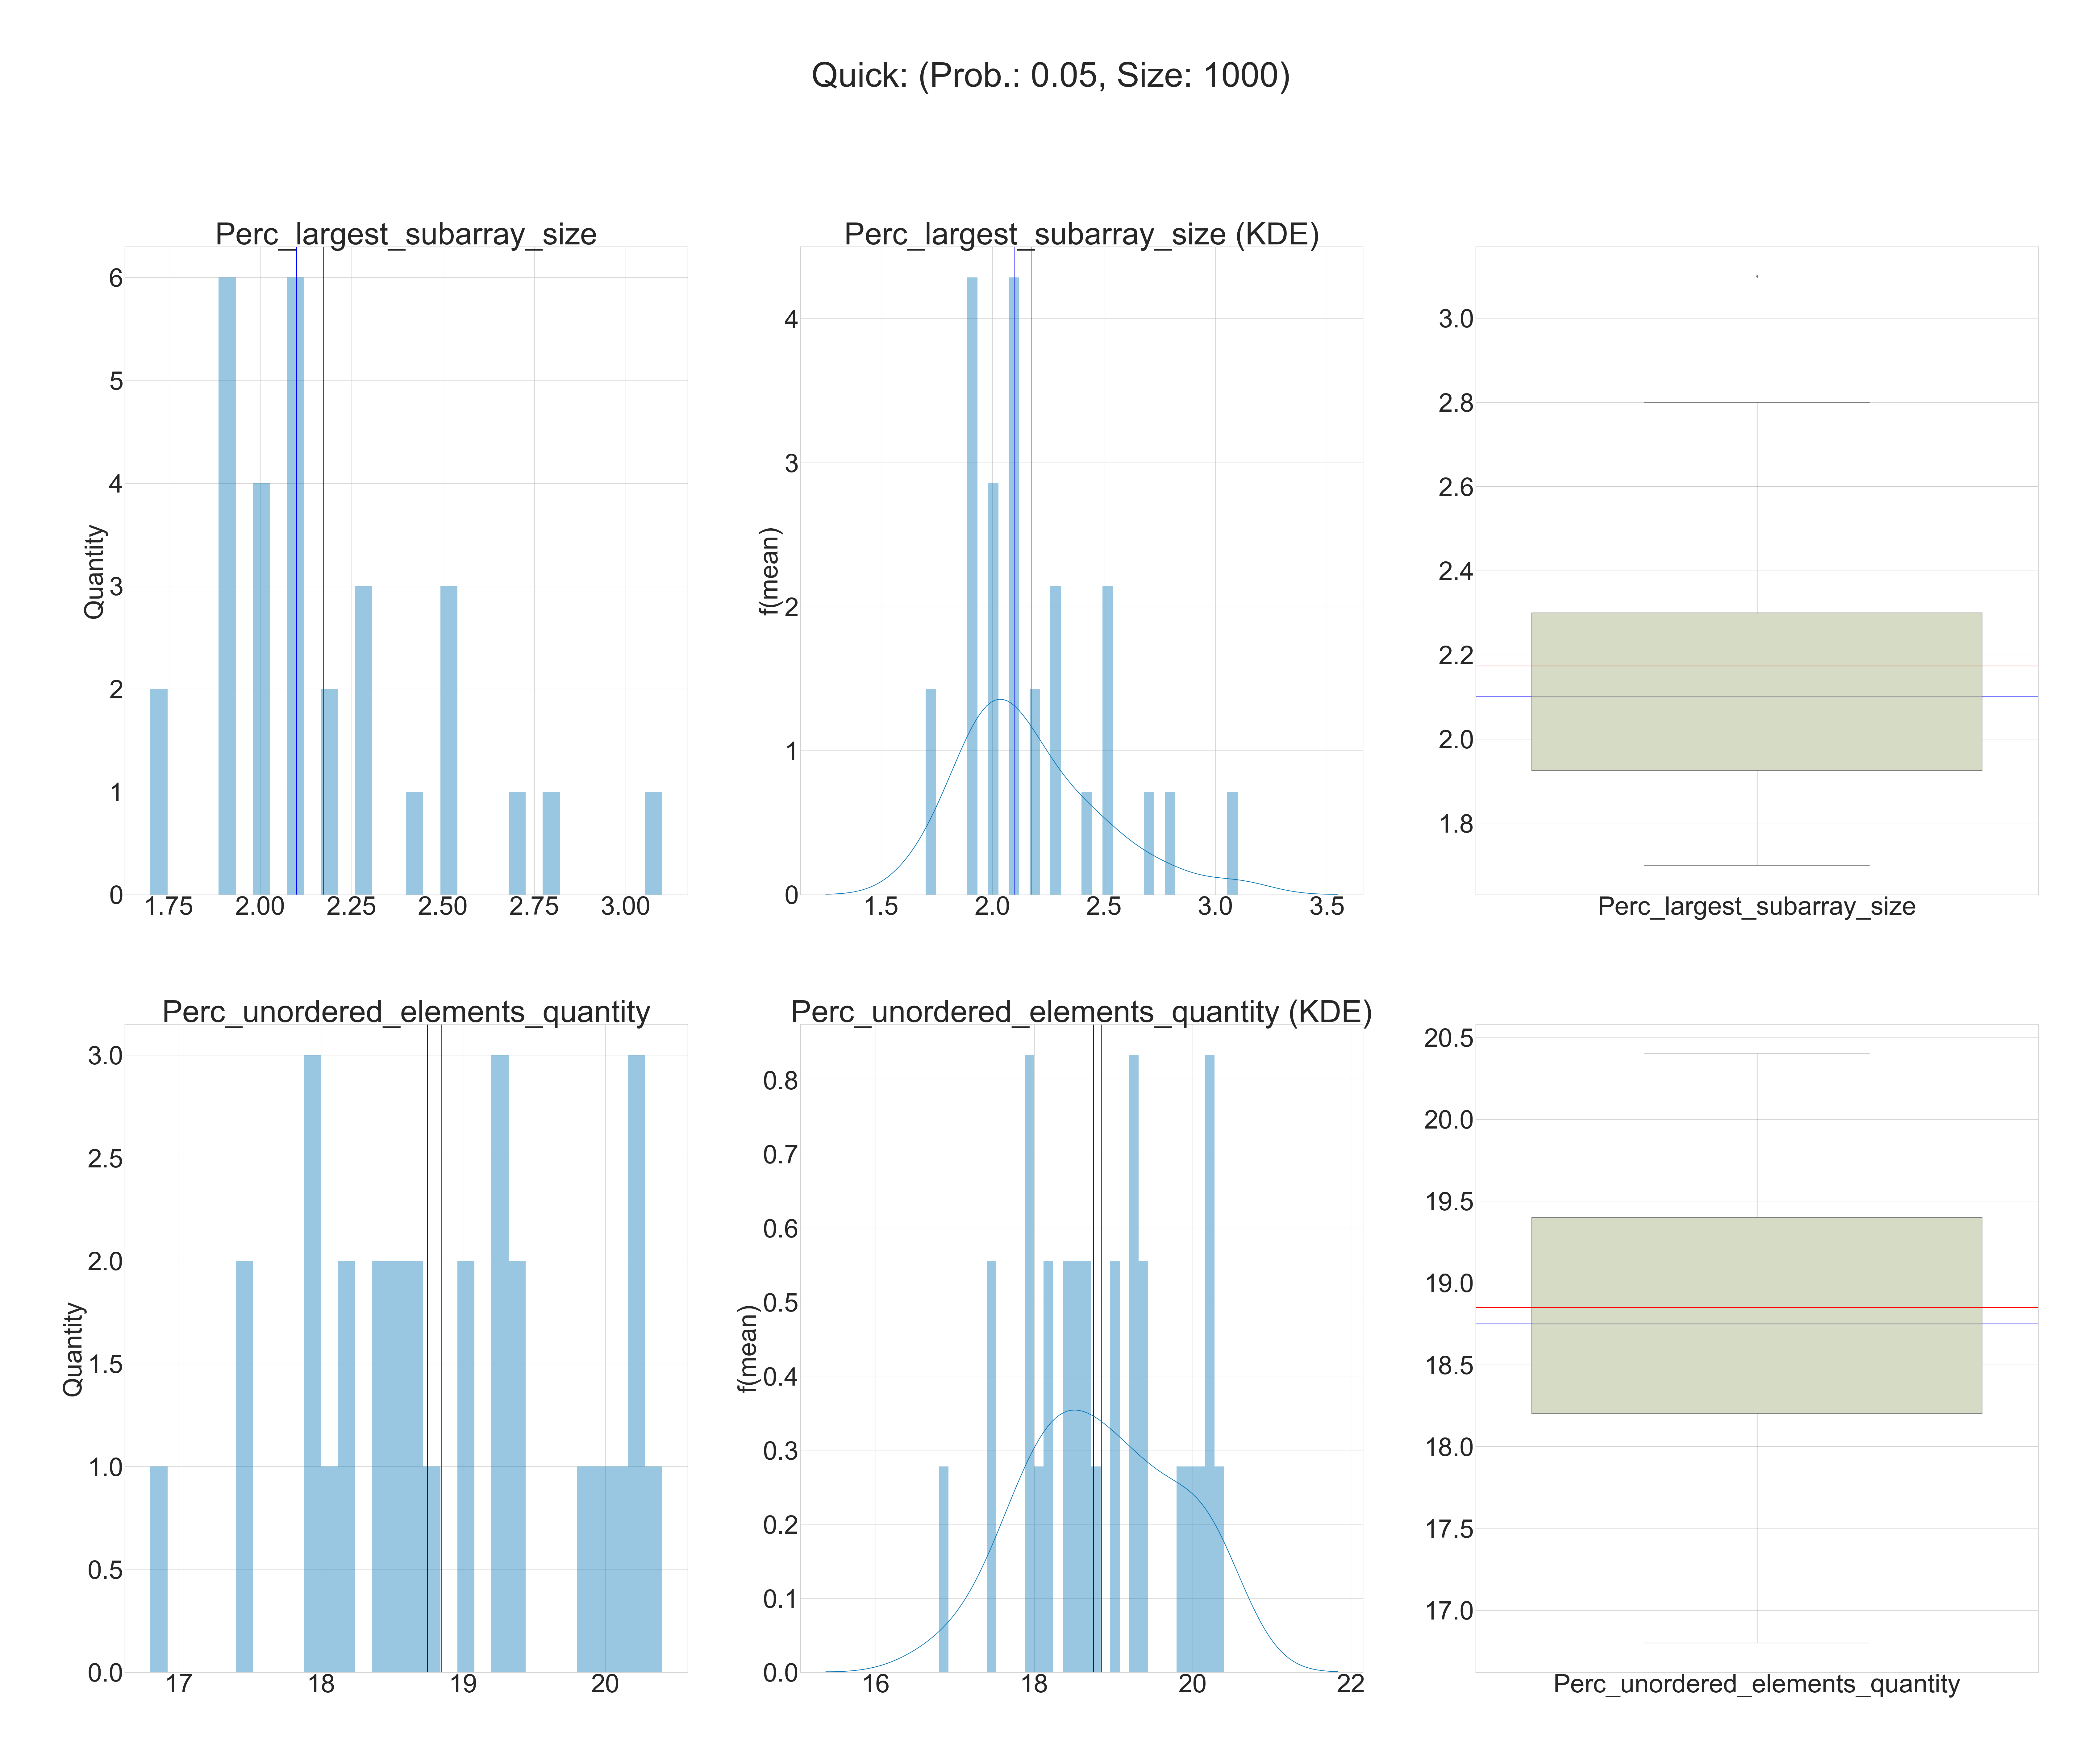 Quick: (Prob.: 0.05, Size: 1000)
Perc_largest_subarray_size
Quantity
6
5
4
3
2
1
0
1.75 2.00 2.25 2.50 2.75 3.00
Perc_largest_subarray_size (KDE)
f(mean)
4
3
2
1
0
1.5 2.0 2.5 3.0 3.5
3.0
2.8
2.6
2.4
2.2
2.0
1.8
Perc_largest_subarray_size
Perc_unordered_elements_quantity
Quantity
3.0
2.5
2.0
1.5
1.0
0.5
0.0
17 18 19 20
Perc_unordered_elements_quantity (KDE)
f(mean)
0.8
0.7
0.6
0.5
0.4
0.3
0.2
0.1
0.0
16 18 20 22
20.5
20.0
19.5
19.0
18.5
18.0
17.5
17.0
Perc_unordered_elements_quantity